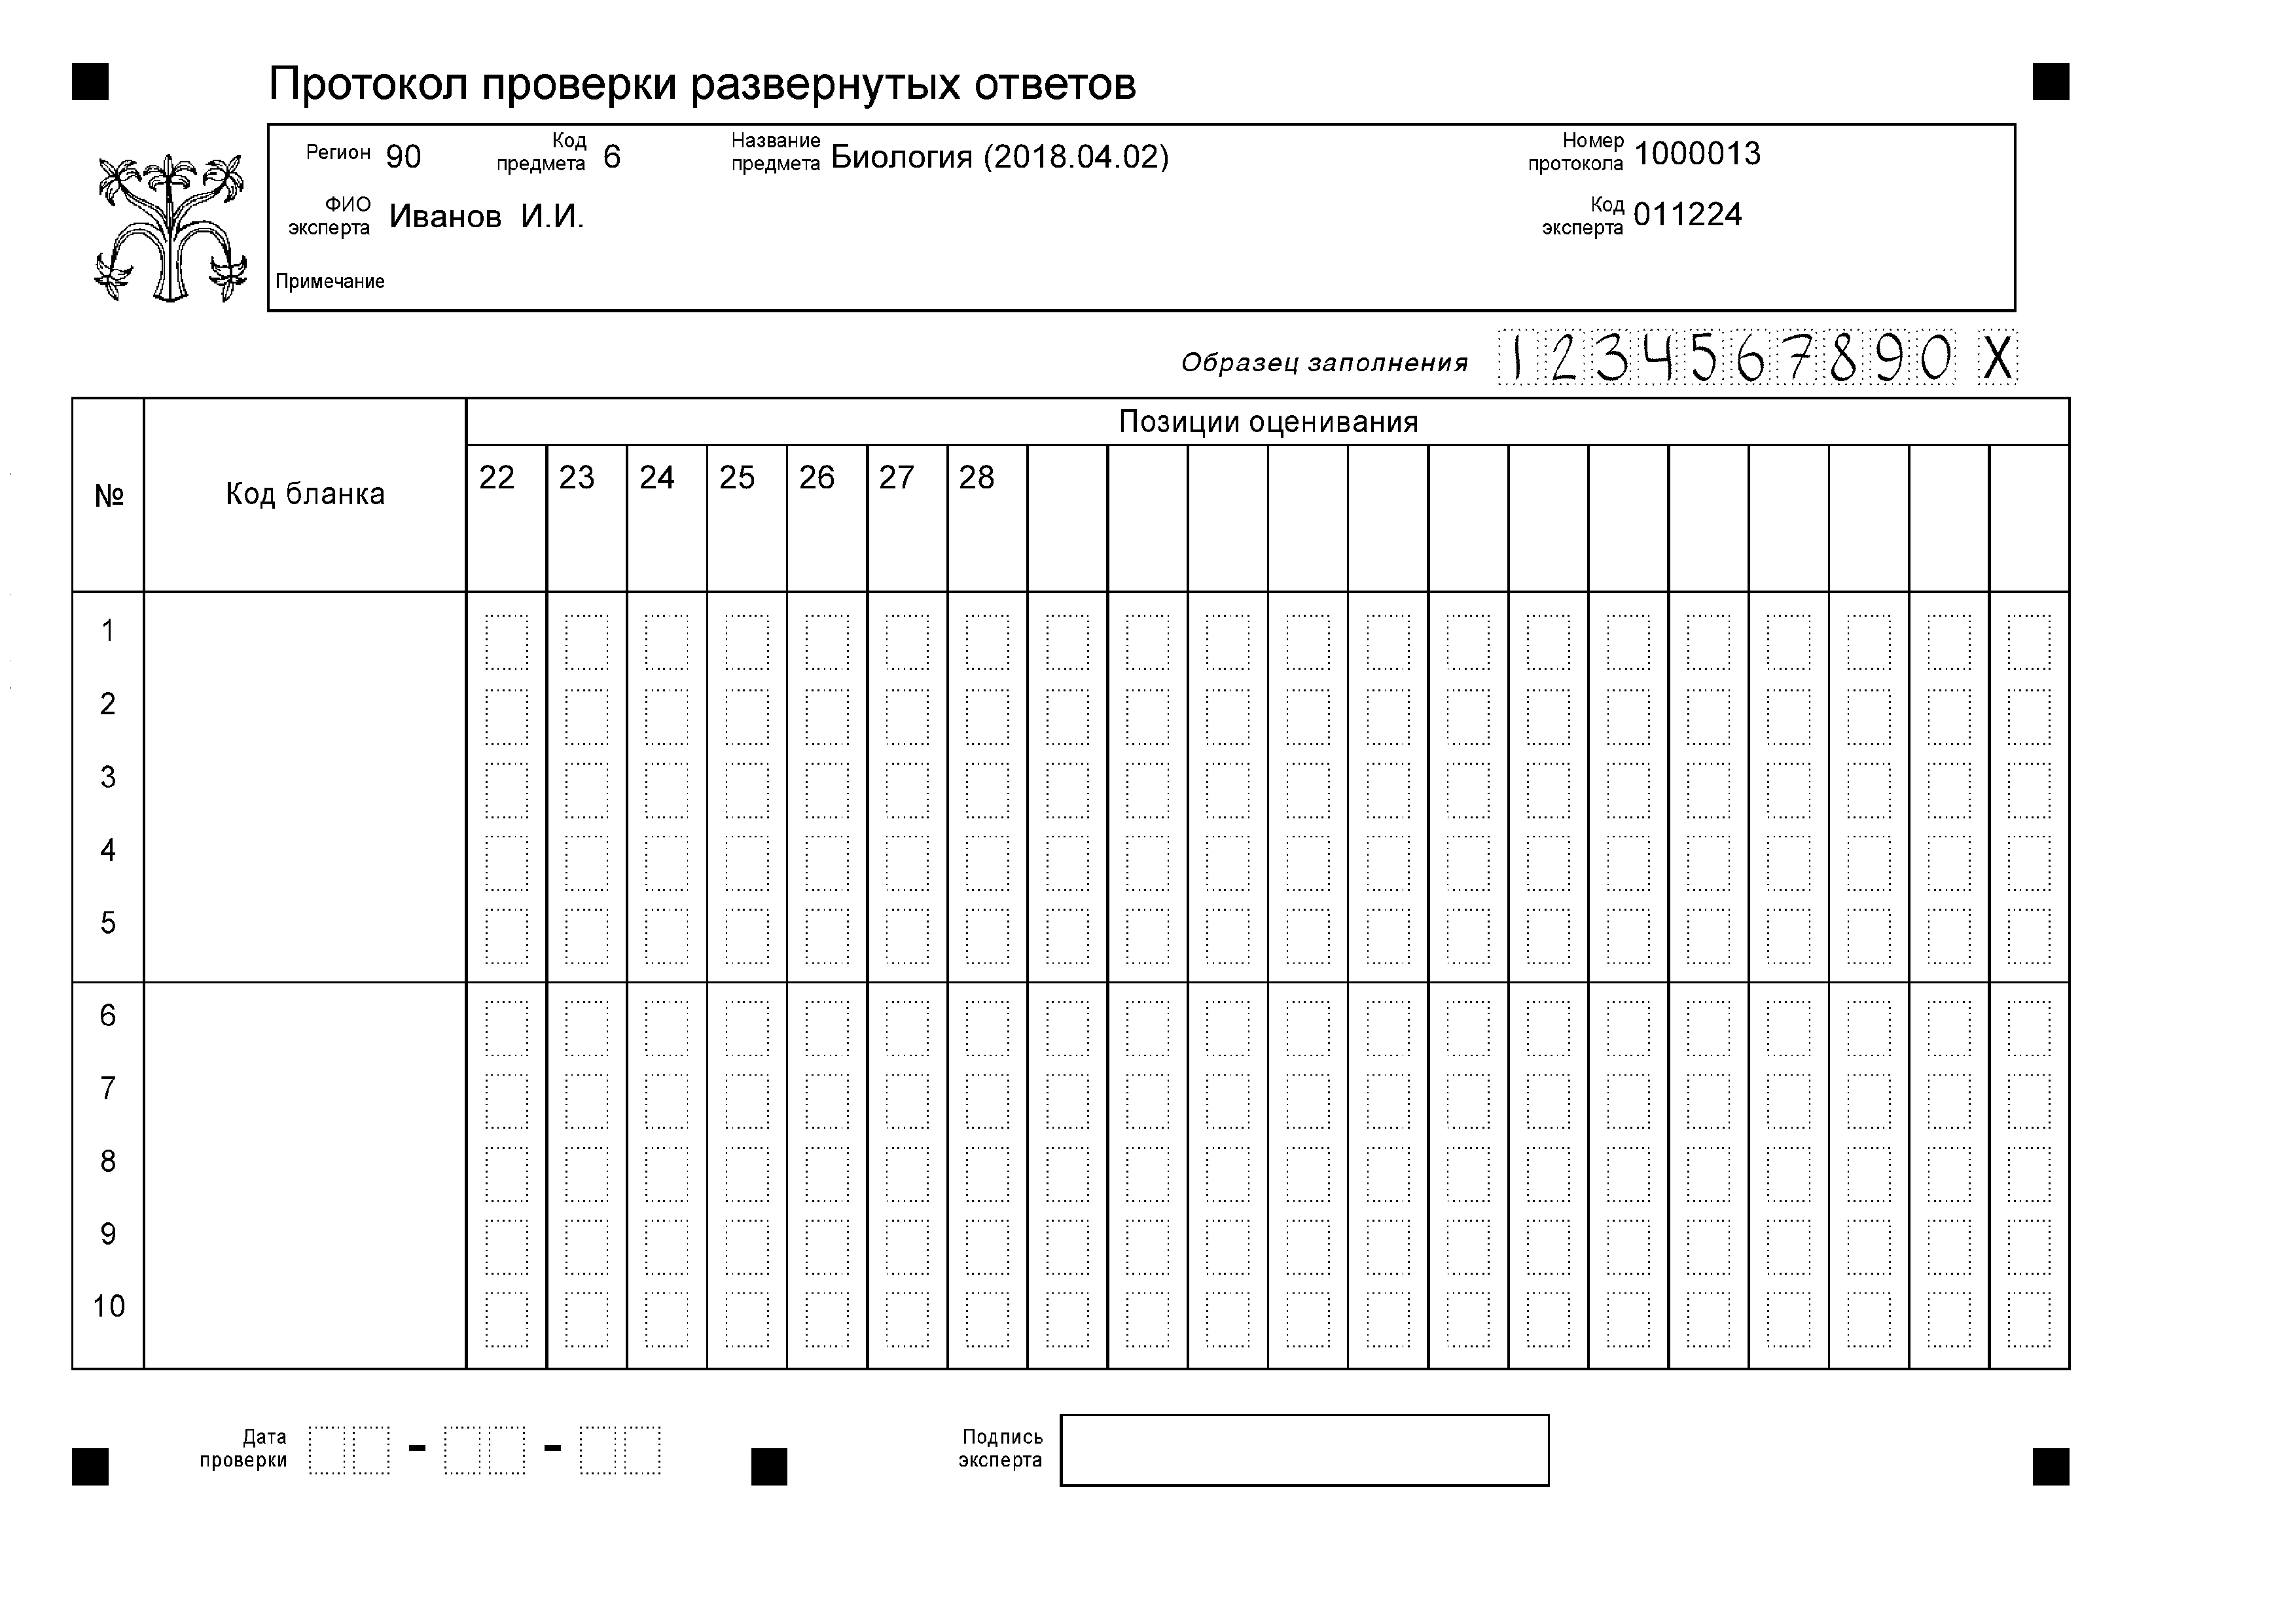 Протокол проверки развернутых ответов
Регион 90 Код предмета 6 Название предмета Биология (2018.04.02) Номер протокола 1000013
ФИО эксперта Иванов И.И. Код эксперта 011224
Примечание
Образец заполнения 1 2 3 4 5 6 7 8 9 0 X
№ Код бланка Позиции оценивания
22 23 24 25 26 27 28
1
2
3
4
5
6
7
8
9
10
Дата проверки - - Подпись эксперта